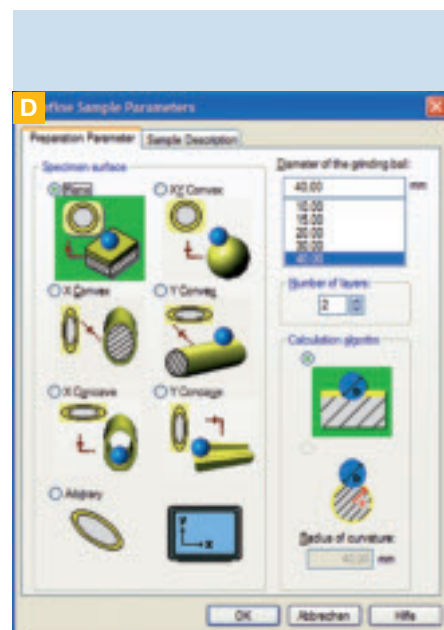 D
Define Sample Parameters
Preparation Parameter
Sample Description
Specimen surface
Plane
XY Convex
X Convex
Y Convex
X Concave
Y Concave
Arbitrary
y
x
Diameter of the grinding ball:
40.00 mm
10.00
15.00
20.00
30.00
40.00
Number of layers:
2
Calculation algoritm
Radius of curvature:
40.00 mm
OK
Abbrechen
Hilfe